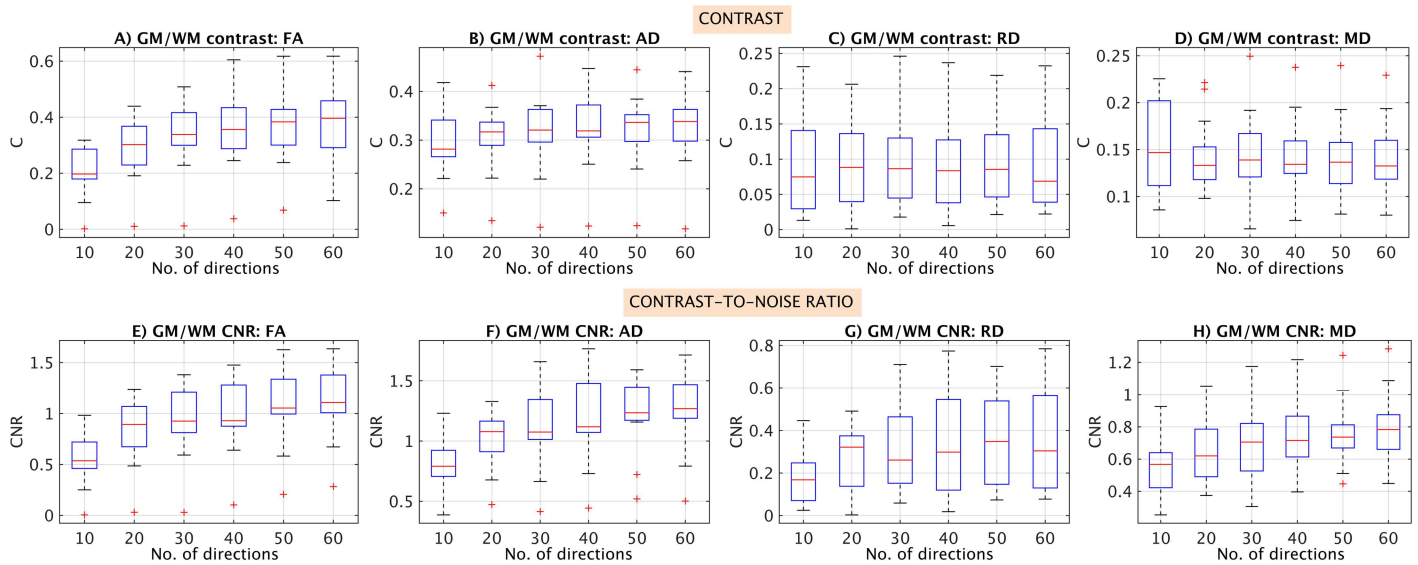 CONTRAST
A) GM/WM contrast: FA
B) GM/WM contrast: AD
C) GM/WM contrast: RD
D) GM/WM contrast: MD
C
0.6
0.4
0.2
0
10 20 30 40 50 60
No. of directions
C
0.4
0.3
0.2
10 20 30 40 50 60
No. of directions
C
0.25
0.2
0.15
0.1
0.05
0
10 20 30 40 50 60
No. of directions
C
0.25
0.2
0.15
0.1
10 20 30 40 50 60
No. of directions
CONTRAST-TO-NOISE RATIO
E) GM/WM CNR: FA
F) GM/WM CNR: AD
G) GM/WM CNR: RD
H) GM/WM CNR: MD
CNR
1.5
1
0.5
0
10 20 30 40 50 60
No. of directions
CNR
1.5
1
0.5
10 20 30 40 50 60
No. of directions
CNR
0.8
0.6
0.4
0.2
0
10 20 30 40 50 60
No. of directions
CNR
1.2
1
0.8
0.6
0.4
10 20 30 40 50 60
No. of directions